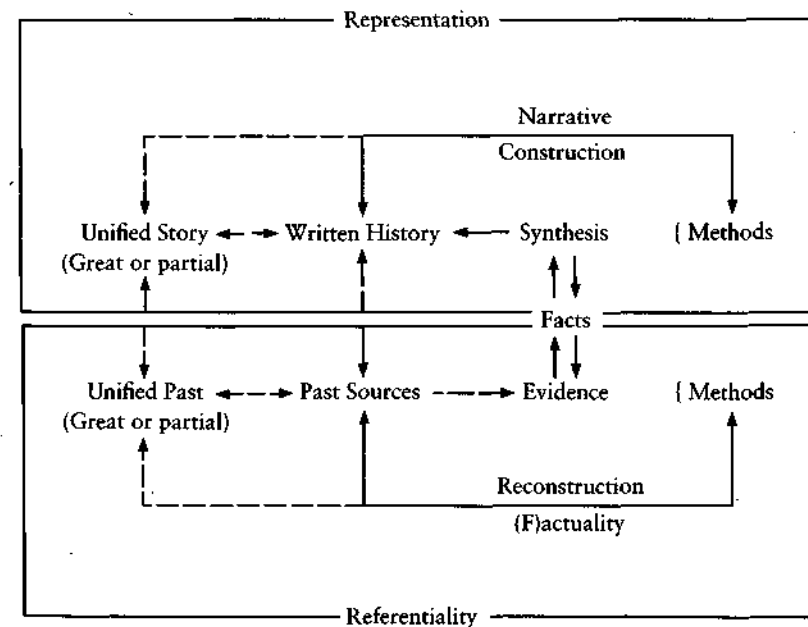 Representation
Narrative
Construction
Unified Story Written History Synthesis { Methods
(Great or partial)
Facts
Unified Past Past Sources Evidence { Methods
(Great or partial)
Reconstruction
(F)actuality
Referentiality